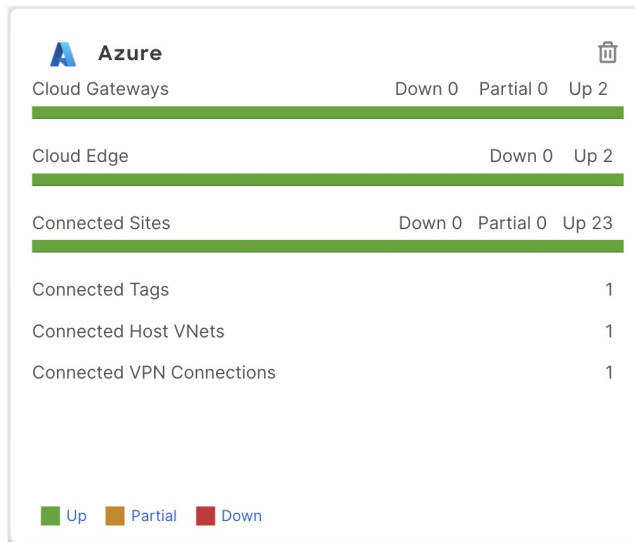 Azure
Cloud Gateways Down 0 Partial 0 Up 2
Cloud Edge Down 0 Up 2
Connected Sites Down 0 Partial 0 Up 23
Connected Tags 1
Connected Host VNets 1
Connected VPN Connections 1
Up Partial Down